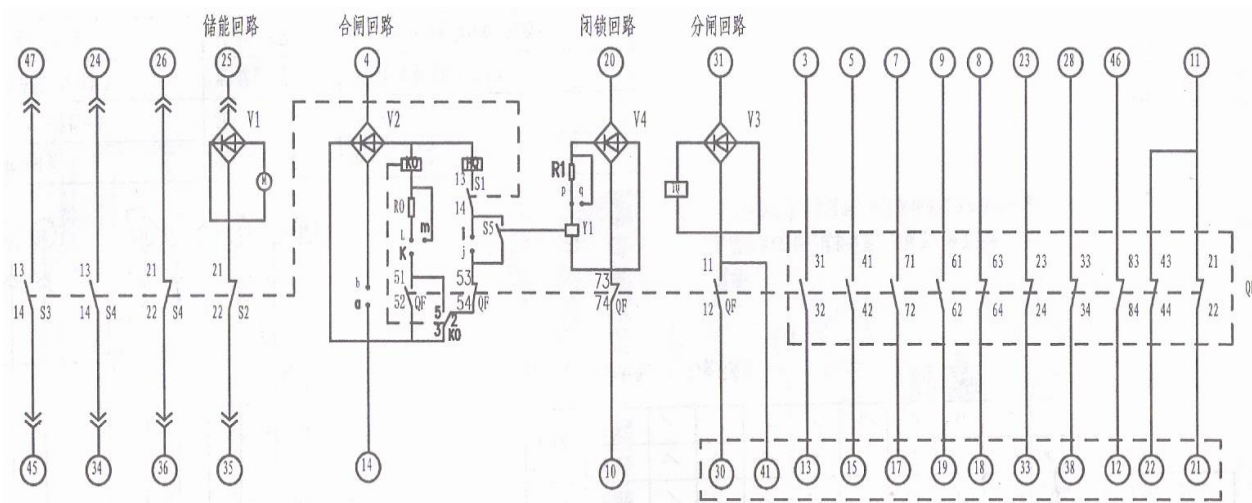 储能回路 合闸回路 闭锁回路 分闸回路
47 24 26 25 4 20 31 3 5 7 9 8 23 28 46 11
V1 V2 V4 V3
M K0 HQ R1
13 S1 p q
R0 14 S5 Y1
L m l
K j
13 13 21 21 b 51 53 73 11 31 41 71 61 63 23 33 83 43 21
14 S3 14 S4 22 S4 22 S2 a 52 QF 54 QF 74 QF 12 QF 32 42 72 62 64 24 34 84 44 22
5 2
3 K0
45 34 36 35 14 10 30 41 13 15 17 19 18 33 38 12 22 21